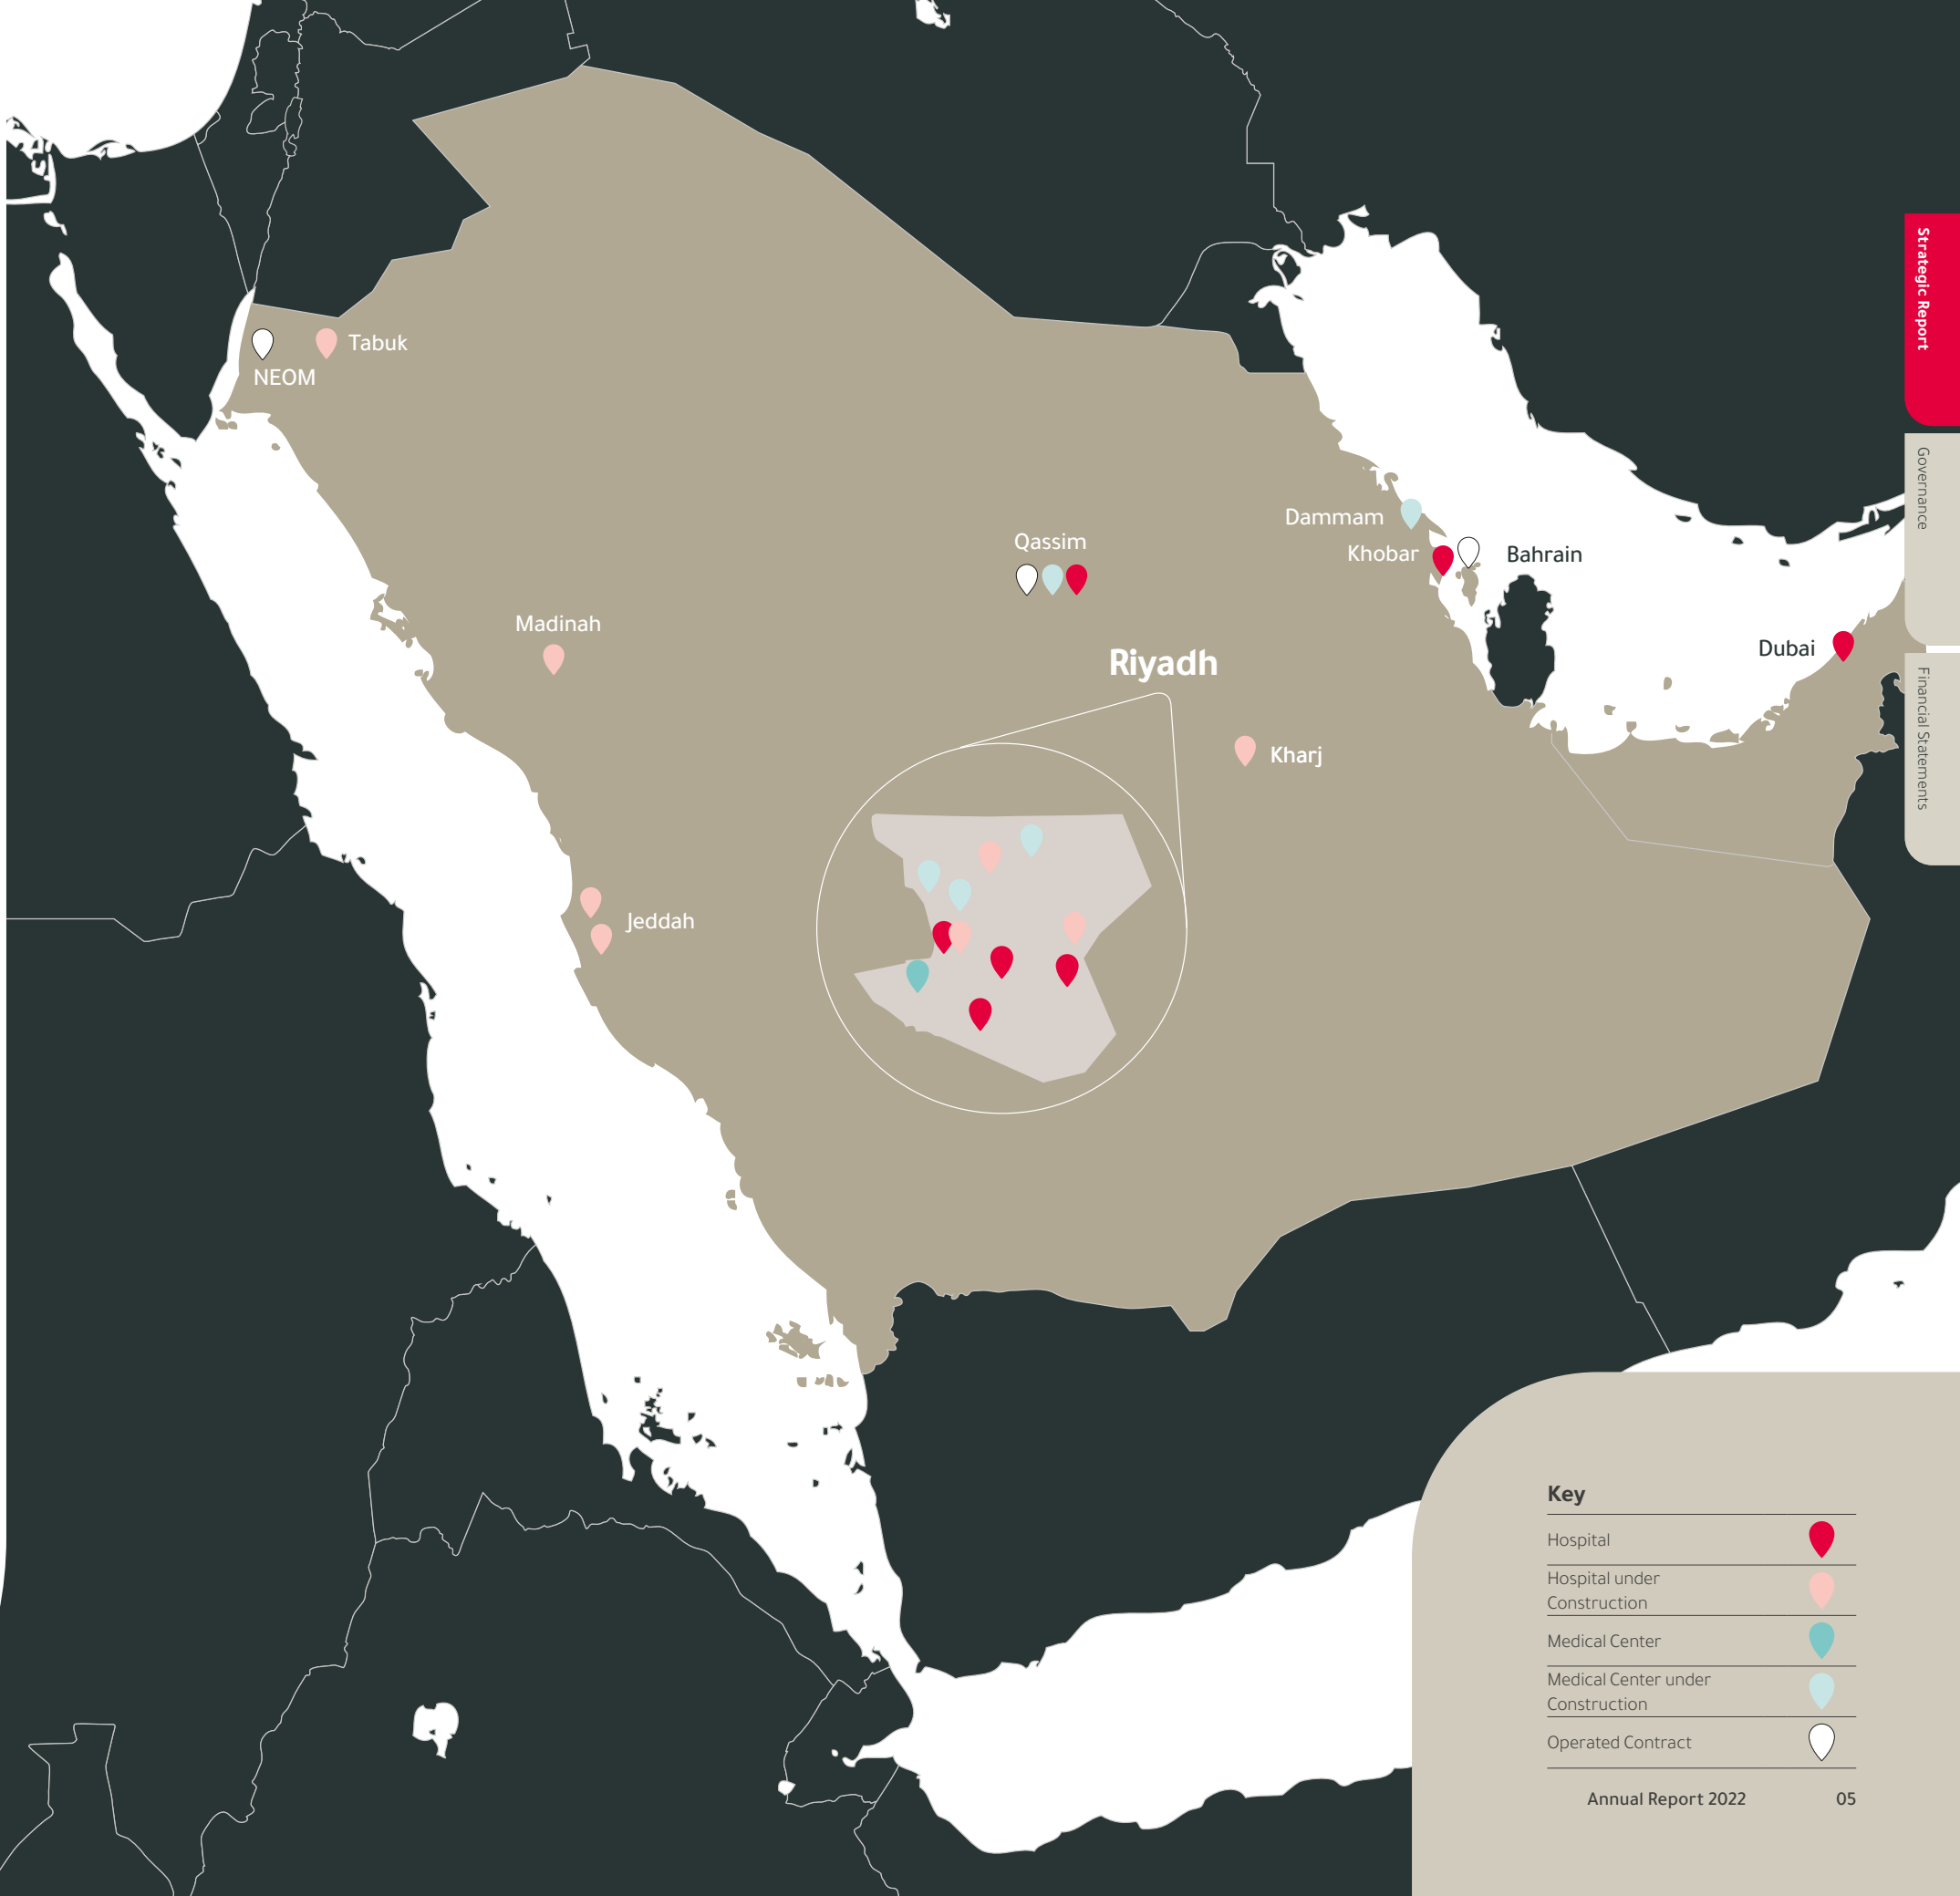 Strategic Report
Governance
Financial Statements
Tabuk
NEOM
Dammam
Qassim
Khobar
Bahrain
Madinah
Dubai
Riyadh
Kharj
Jeddah
Key
Hospital
Hospital under
Construction
Medical Center
Medical Center under
Construction
Operated Contract
Annual Report 2022
05